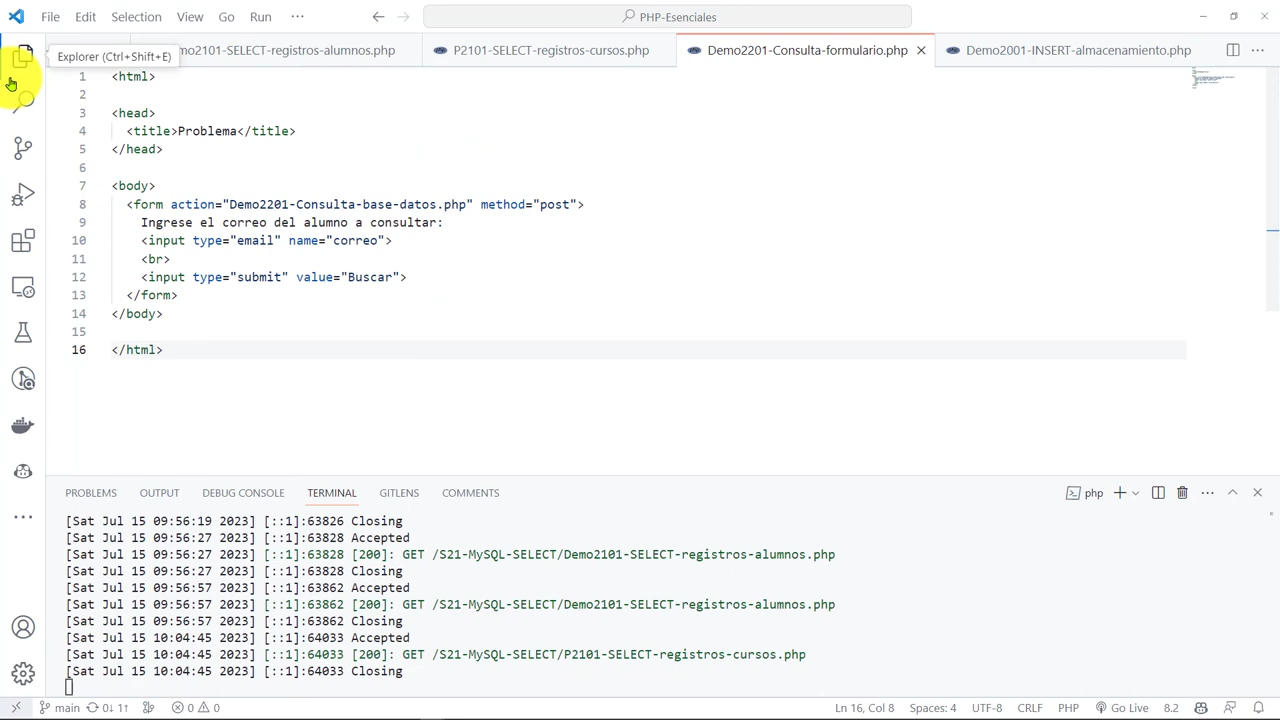 File Edit Selection View Go Run ··· PHP-Esenciales
Explorer (Ctrl+Shift+E)
mo2101-SELECT-registros-alumnos.php P2101-SELECT-registros-cursos.php Demo2201-Consulta-formulario.php Demo2001-INSERT-almacenamiento.php
1 <html>
2
3 <head>
4 <title>Problema</title>
5 </head>
6
7 <body>
8 <form action="Demo2201-Consulta-base-datos.php" method="post">
9 Ingrese el correo del alumno a consultar:
10 <input type="email" name="correo">
11 <br>
12 <input type="submit" value="Buscar">
13 </form>
14 </body>
15
16 </html>
PROBLEMS OUTPUT DEBUG CONSOLE TERMINAL GITLENS COMMENTS php
[Sat Jul 15 09:56:19 2023] [::1]:63826 Closing
[Sat Jul 15 09:56:27 2023] [::1]:63828 Accepted
[Sat Jul 15 09:56:27 2023] [::1]:63828 [200]: GET /S21-MySQL-SELECT/Demo2101-SELECT-registros-alumnos.php
[Sat Jul 15 09:56:27 2023] [::1]:63828 Closing
[Sat Jul 15 09:56:57 2023] [::1]:63862 Accepted
[Sat Jul 15 09:56:57 2023] [::1]:63862 [200]: GET /S21-MySQL-SELECT/Demo2101-SELECT-registros-alumnos.php
[Sat Jul 15 09:56:57 2023] [::1]:63862 Closing
[Sat Jul 15 10:04:45 2023] [::1]:64033 Accepted
[Sat Jul 15 10:04:45 2023] [::1]:64033 [200]: GET /S21-MySQL-SELECT/P2101-SELECT-registros-cursos.php
[Sat Jul 15 10:04:45 2023] [::1]:64033 Closing
main 0↓ 1↑ 0 0 Ln 16, Col 8 Spaces: 4 UTF-8 CRLF PHP Go Live 8.2